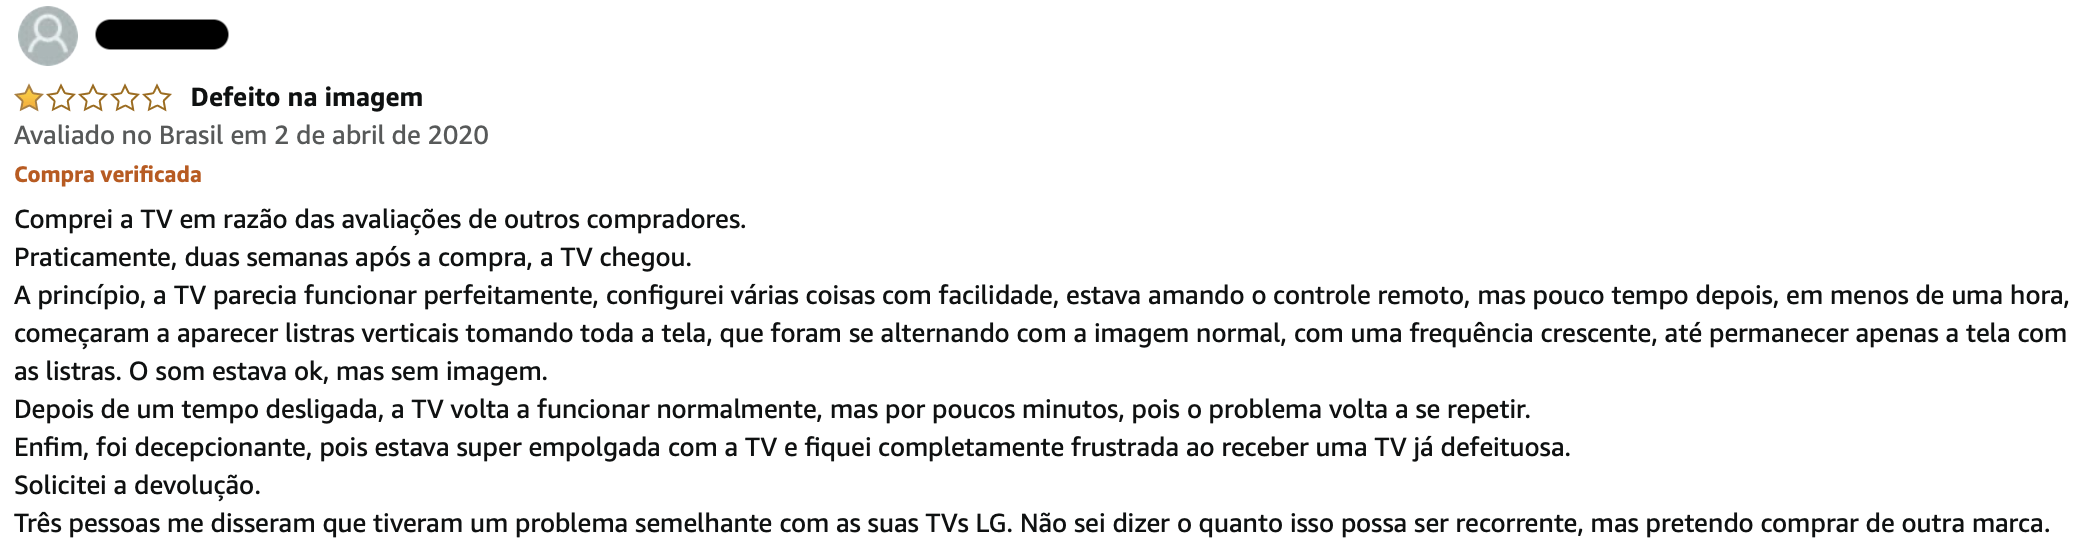 Defeito na imagem
Avaliado no Brasil em 2 de abril de 2020
Compra verificada
Comprei a TV em razão das avaliações de outros compradores.
Praticamente, duas semanas após a compra, a TV chegou.
A princípio, a TV parecia funcionar perfeitamente, configurei várias coisas com facilidade, estava amando o controle remoto, mas pouco tempo depois, em menos de uma hora,
começaram a aparecer listras verticais tomando toda a tela, que foram se alternando com a imagem normal, com uma frequência crescente, até permanecer apenas a tela com
as listras. O som estava ok, mas sem imagem.
Depois de um tempo desligada, a TV volta a funcionar normalmente, mas por poucos minutos, pois o problema volta a se repetir.
Enfim, foi decepcionante, pois estava super empolgada com a TV e fiquei completamente frustrada ao receber uma TV já defeituosa.
Solicitei a devolução.
Três pessoas me disseram que tiveram um problema semelhante com as suas TVs LG. Não sei dizer o quanto isso possa ser recorrente, mas pretendo comprar de outra marca.